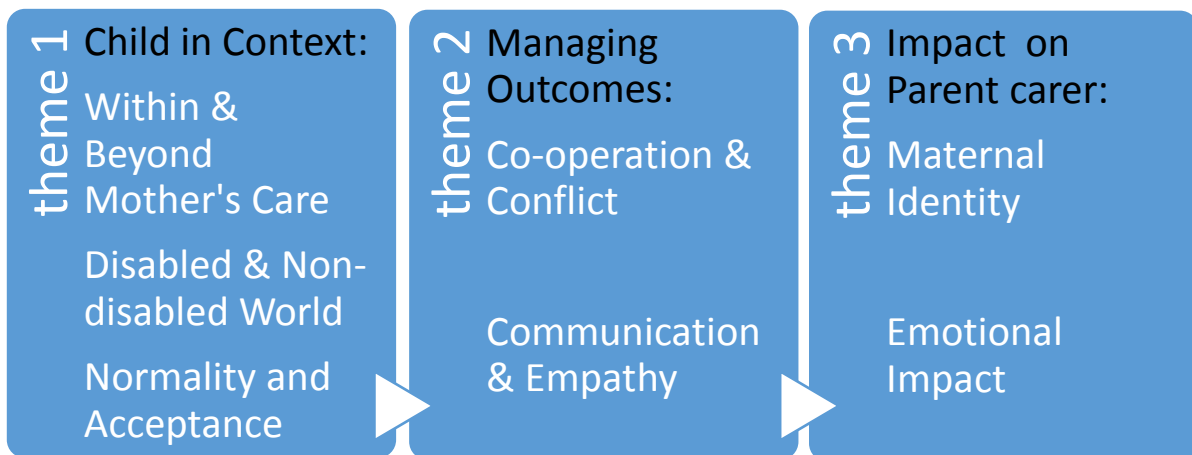 theme 1
Child in Context:
Within &
Beyond
Mother's Care
Disabled & Non-
disabled World
Normality and
Acceptance
theme 2
Managing
Outcomes:
Co-operation &
Conflict
Communication
& Empathy
theme 3
Impact on
Parent carer:
Maternal
Identity
Emotional
Impact